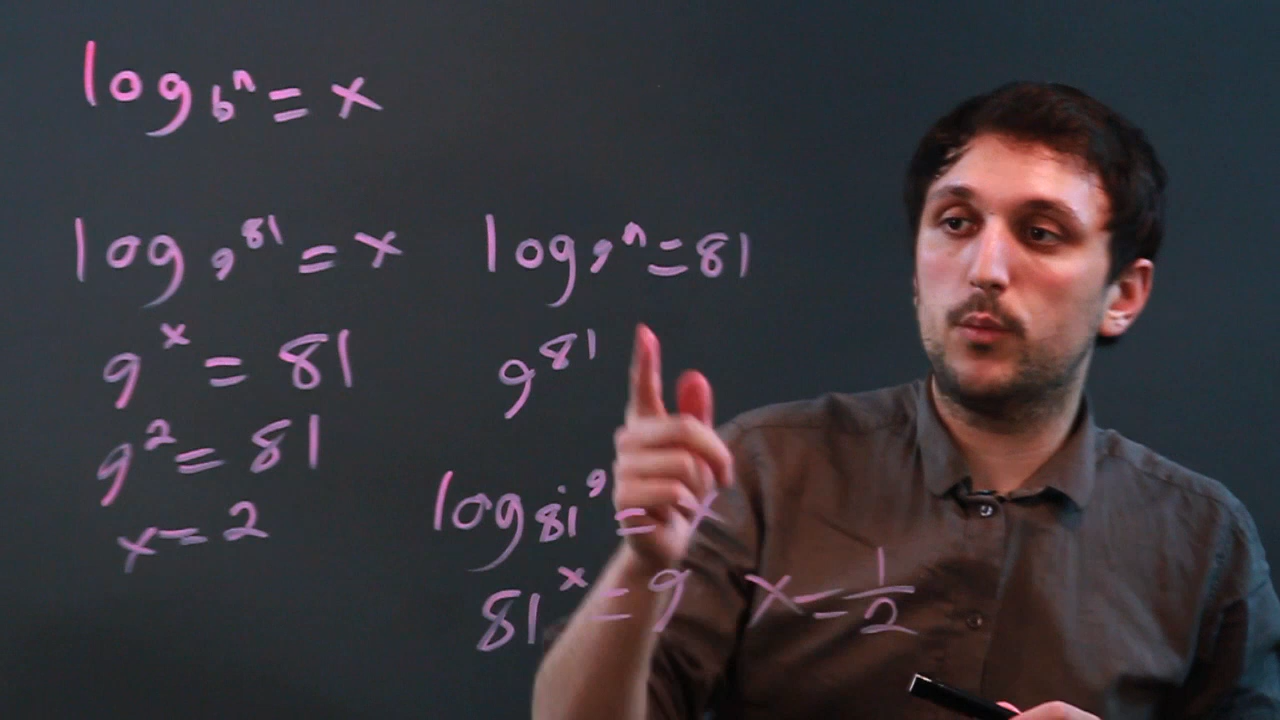 log b n = x
log 9 81 = x
9 x = 81
9 2 = 81
x = 2
log 9 n = 81
9 81
log 81 9 = x
81 x = 9 x = 1/2